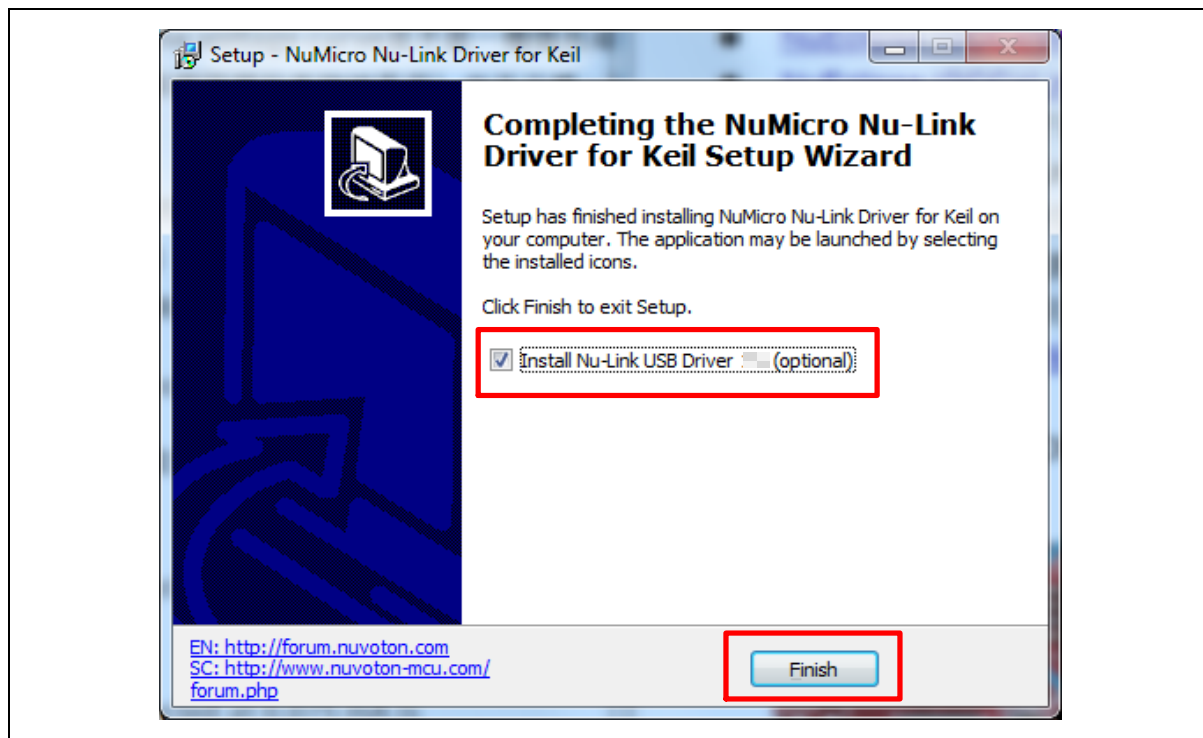 Setup - NuMicro Nu-Link Driver for Keil
Completing the NuMicro Nu-Link
Driver for Keil Setup Wizard
Setup has finished installing NuMicro Nu-Link Driver for Keil on
your computer. The application may be launched by selecting
the installed icons.
Click Finish to exit Setup.
Install Nu-Link USB Driver (optional)
EN: http://forum.nuvoton.com
SC: http://www.nuvoton-mcu.com/
forum.php
Finish